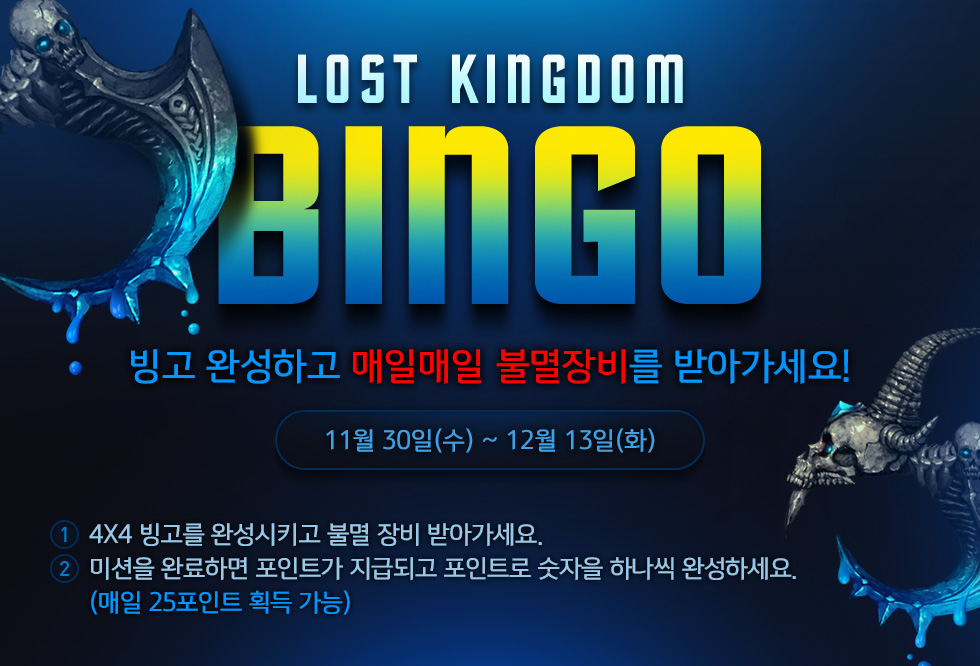 LOST KINGDOM
BINGO
빙고 완성하고 매일매일 불멸장비를 받아가세요!
11월 30일(수) ~ 12월 13일(화)
1 4X4 빙고를 완성시키고 불멸 장비 받아가세요.
2 미션을 완료하면 포인트가 지급되고 포인트로 숫자을 하나씩 완성하세요.
(매일 25포인트 획득 가능)